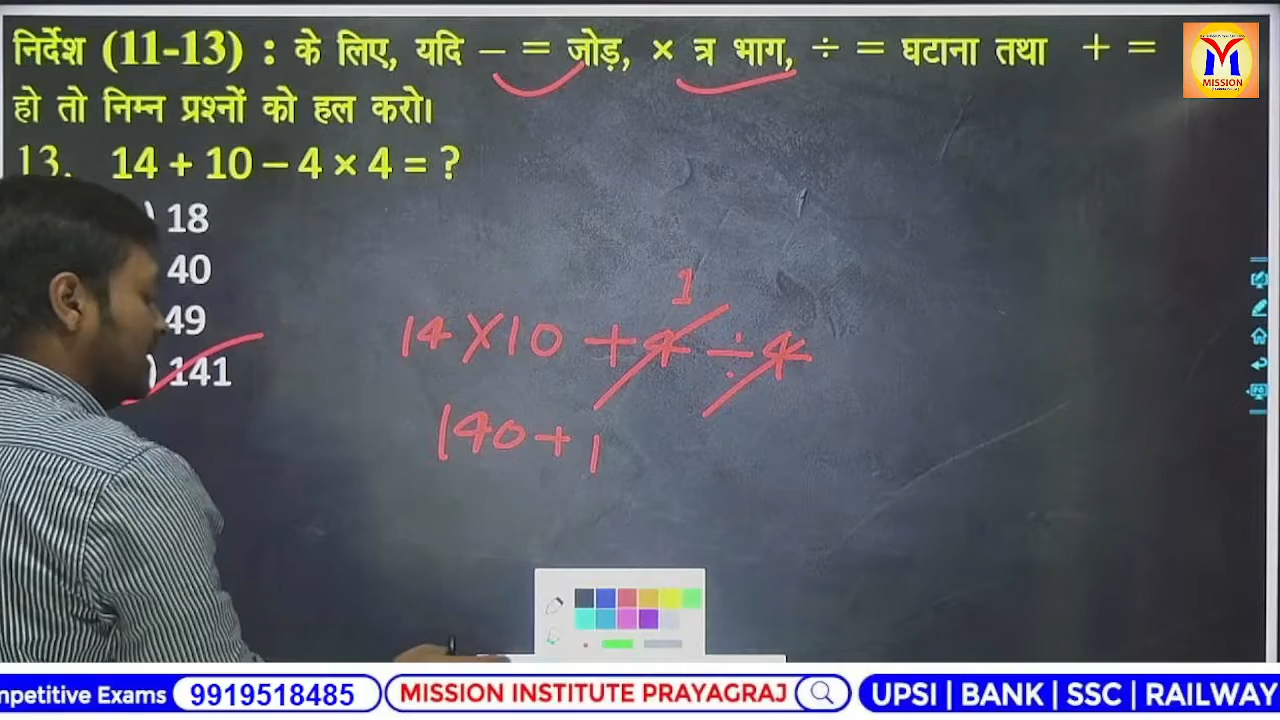 निर्देश (11-13) : के लिए, यदि – = जोड़, × त्र भाग, ÷ = घटाना तथा + =
हो तो निम्न प्रश्नों को हल करो।
13. 14 + 10 – 4 × 4 = ?
) 18
40
49
) 141
1
14 × 10 + 4 ÷ 4
140 + 1
MISSION
mpetitive Exams 9919518485 MISSION INSTITUTE PRAYAGRAJ UPSI | BANK | SSC | RAILWAY